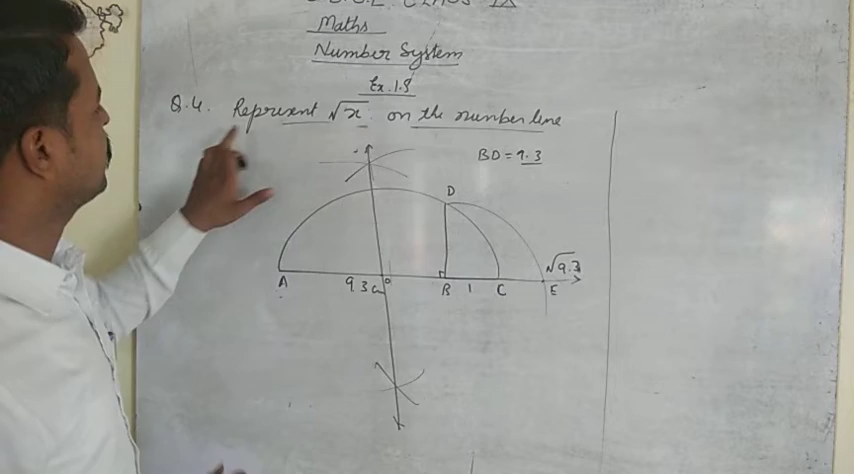 Maths
Number System
Ex. 1.5
Q.4. Represent √x on the number line
BD = 9.3
D
√9.3
A
9.3 cm
O
B
1
C
E